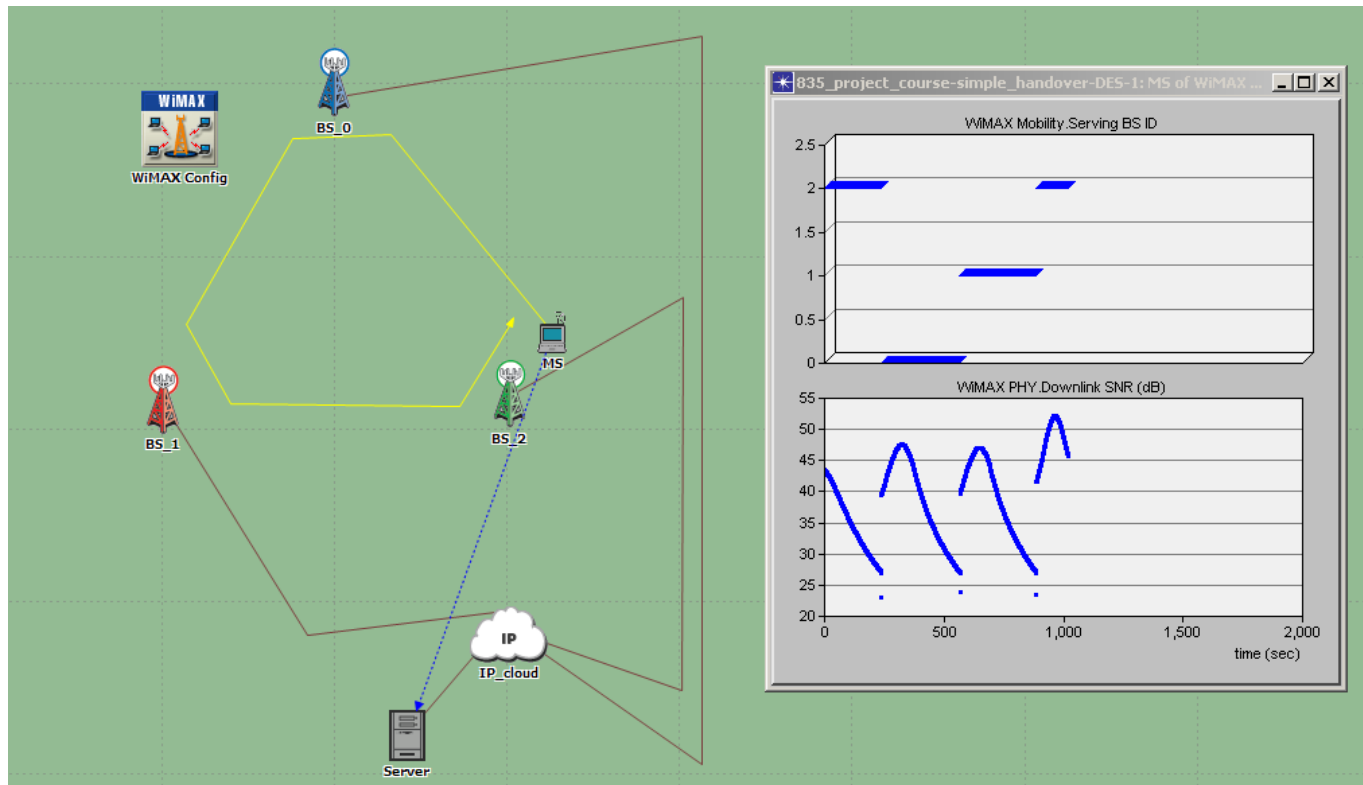 WiMAX
WiMAX Config
BS_0
MS
BS_1
BS_2
IP
IP_cloud
Server
835_project_course-simple_handover-DES-1: MS of WiMAX ...
WiMAX Mobility.Serving BS ID
2.5
2
1.5
1
0.5
0
WiMAX PHY.Downlink SNR (dB)
55
50
45
40
35
30
25
20
0 500 1,000 1,500 2,000
time (sec)